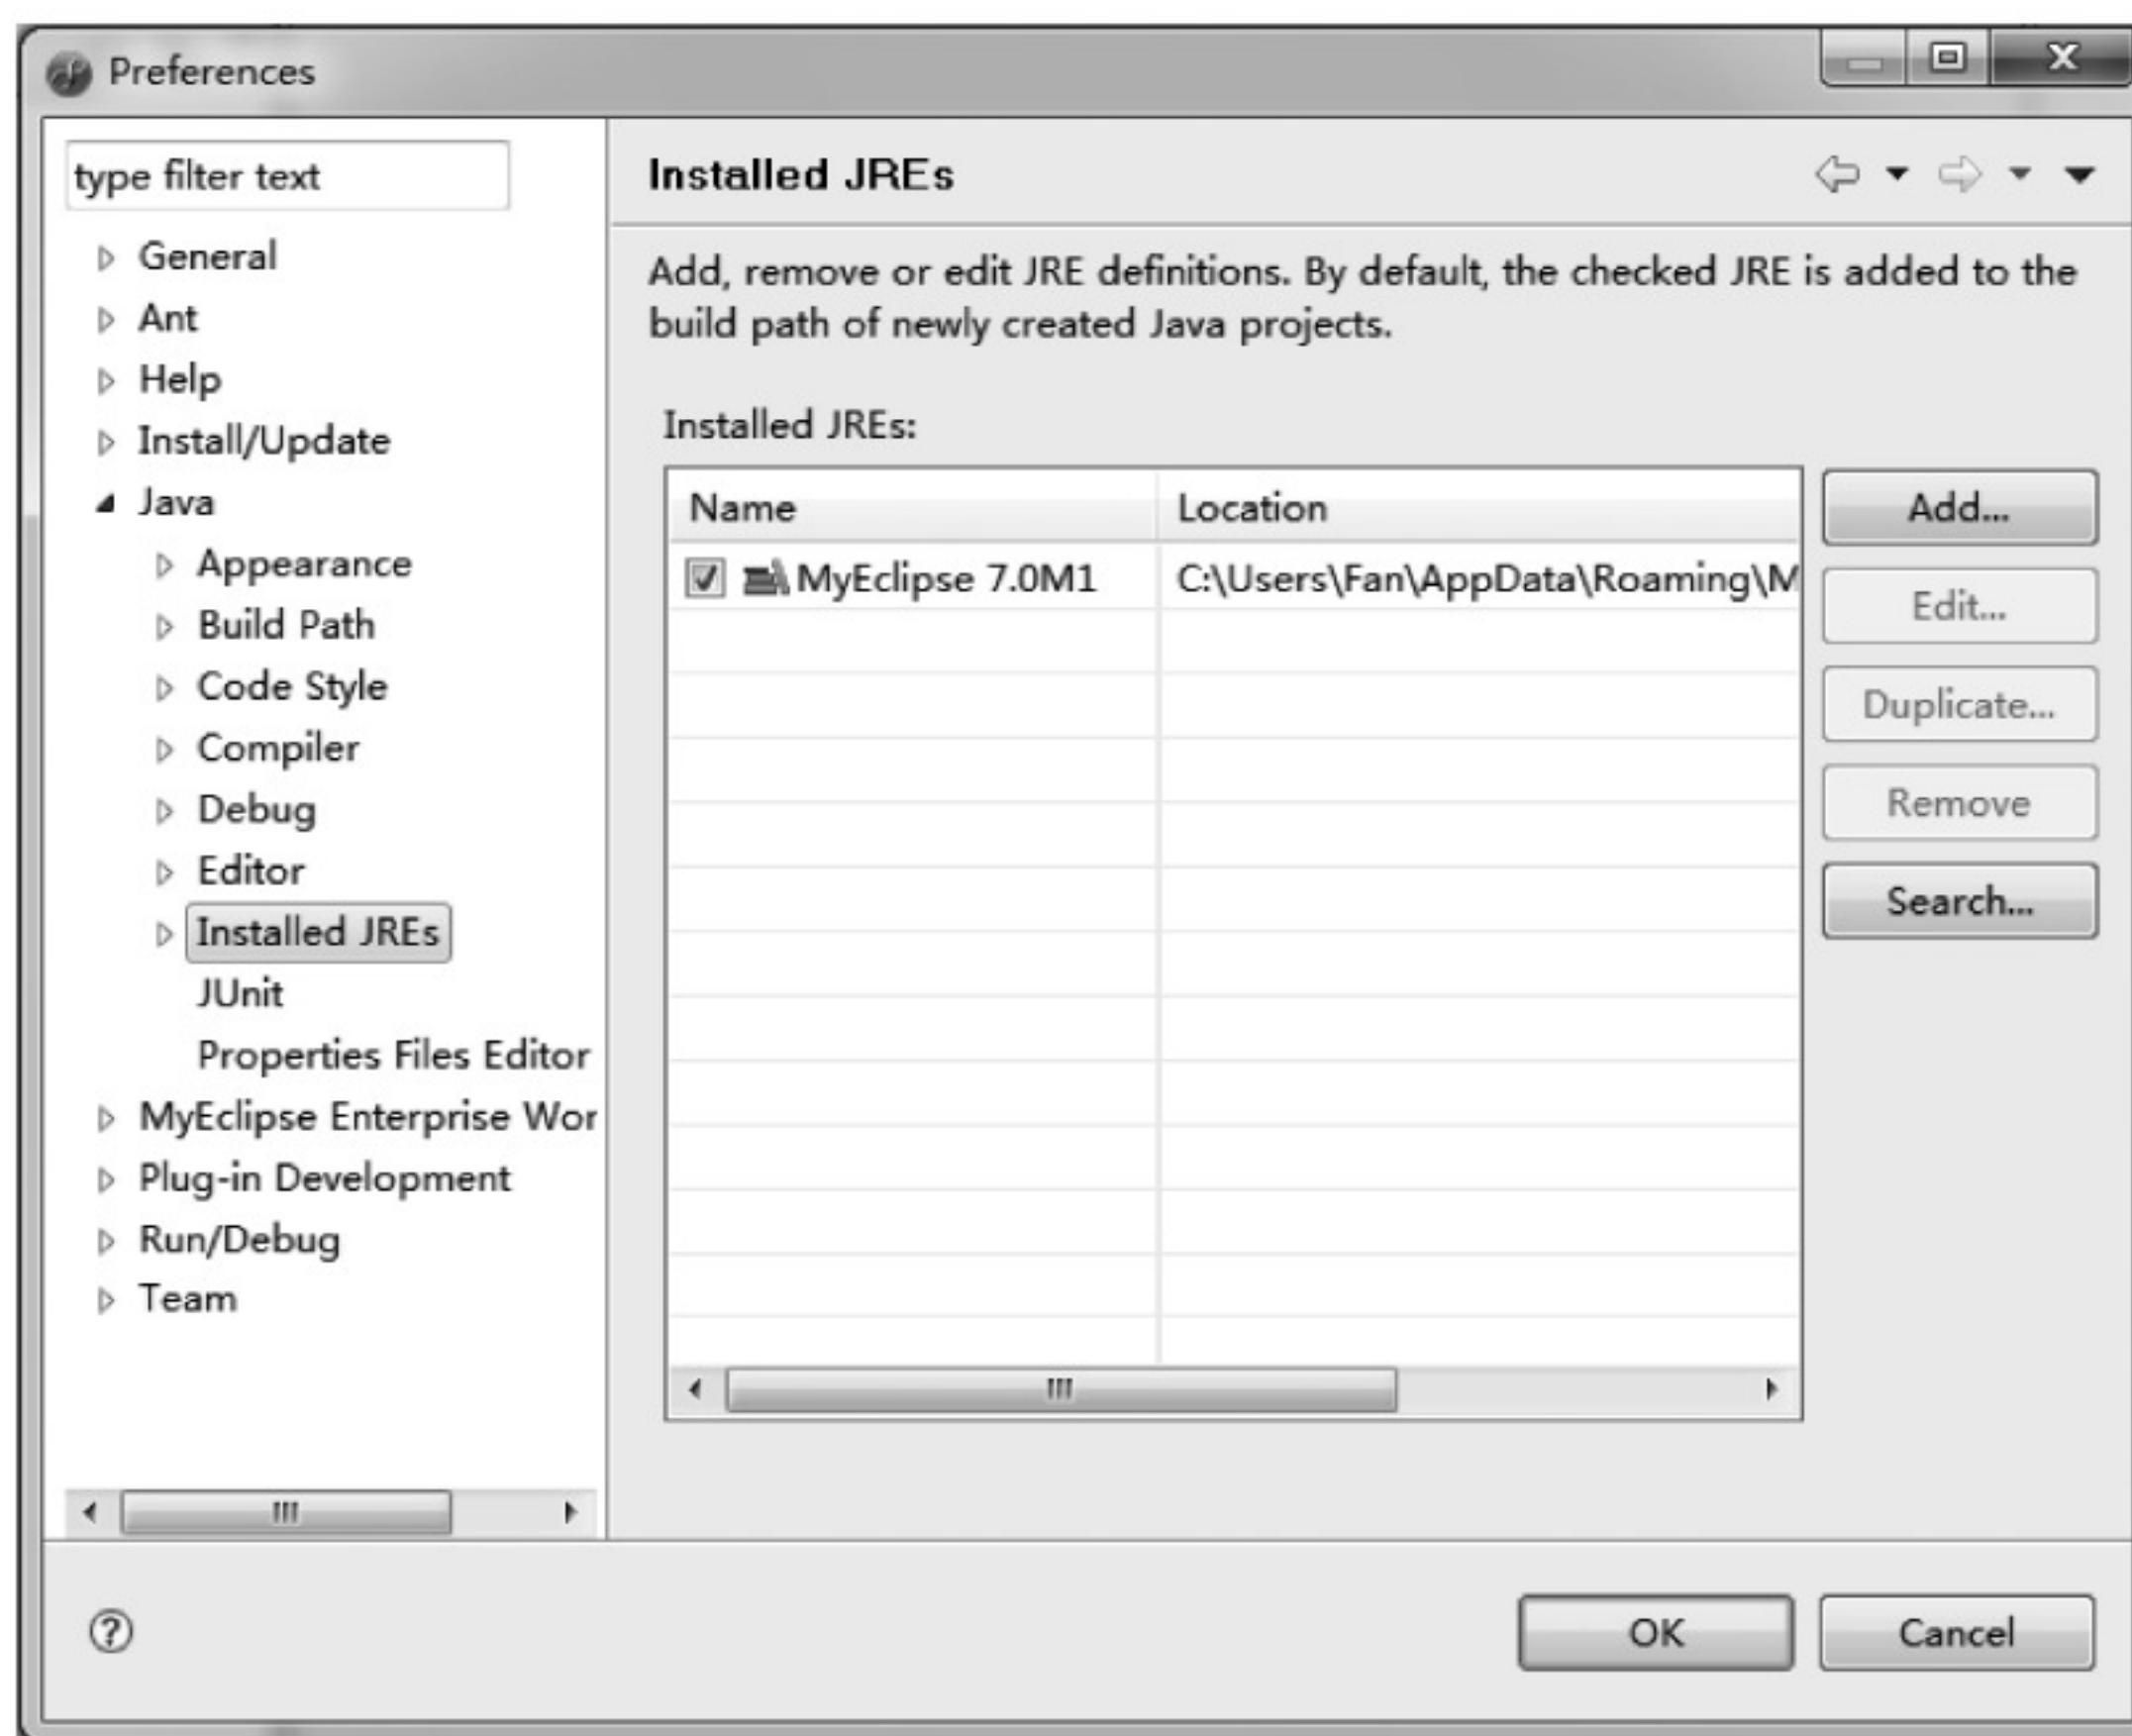 Preferences
type filter text
General
Ant
Help
Install/Update
Java
Appearance
Build Path
Code Style
Compiler
Debug
Editor
Installed JREs
JUnit
Properties Files Editor
MyEclipse Enterprise Wor
Plug-in Development
Run/Debug
Team
Installed JREs
Add, remove or edit JRE definitions. By default, the checked JRE is added to the
build path of newly created Java projects.
Installed JREs:
Name Location
MyEclipse 7.0M1 C:\Users\Fan\AppData\Roaming\M
Add...
Edit...
Duplicate...
Remove
Search...
OK Cancel